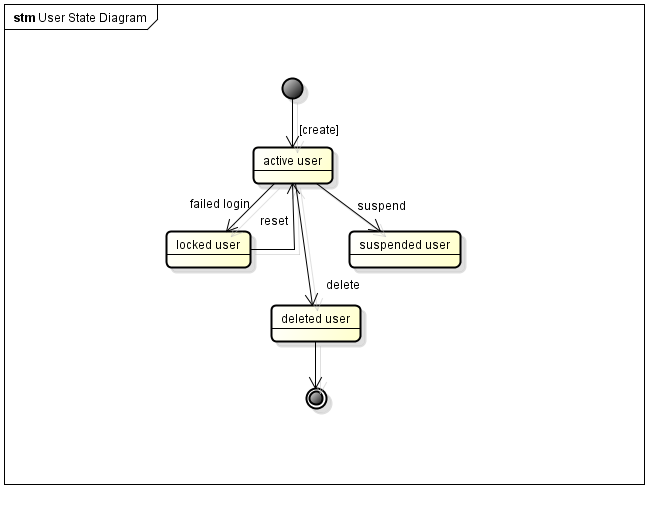 stm User State Diagram
[create]
active user
failed login
suspend
reset
locked user
suspended user
delete
deleted user